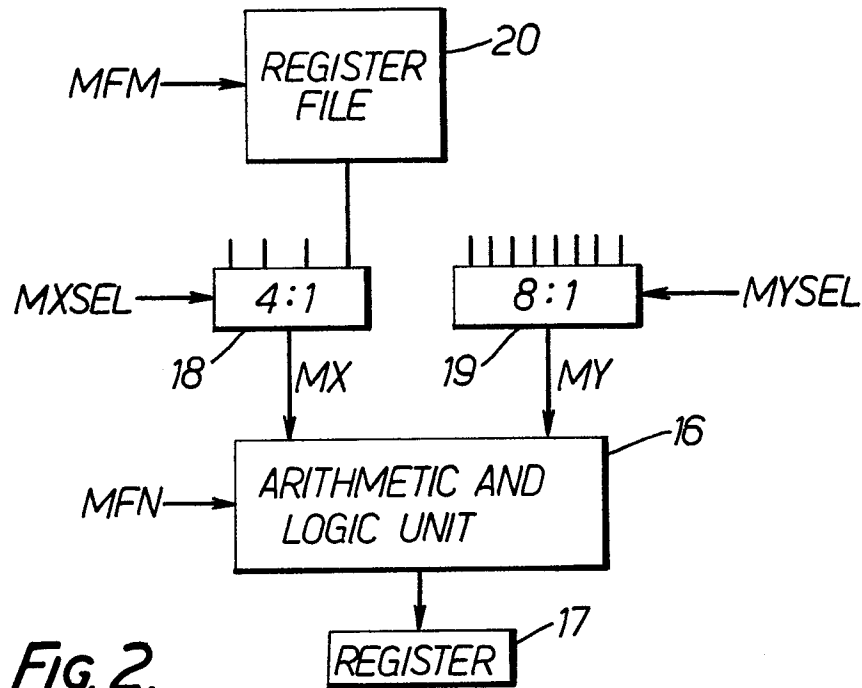 20
MFM
REGISTER
FILE
MXSEL
4:1
8:1
MYSEL
18
MX
19
MY
16
MFN
ARITHMETIC AND
LOGIC UNIT
17
REGISTER
FIG. 2.